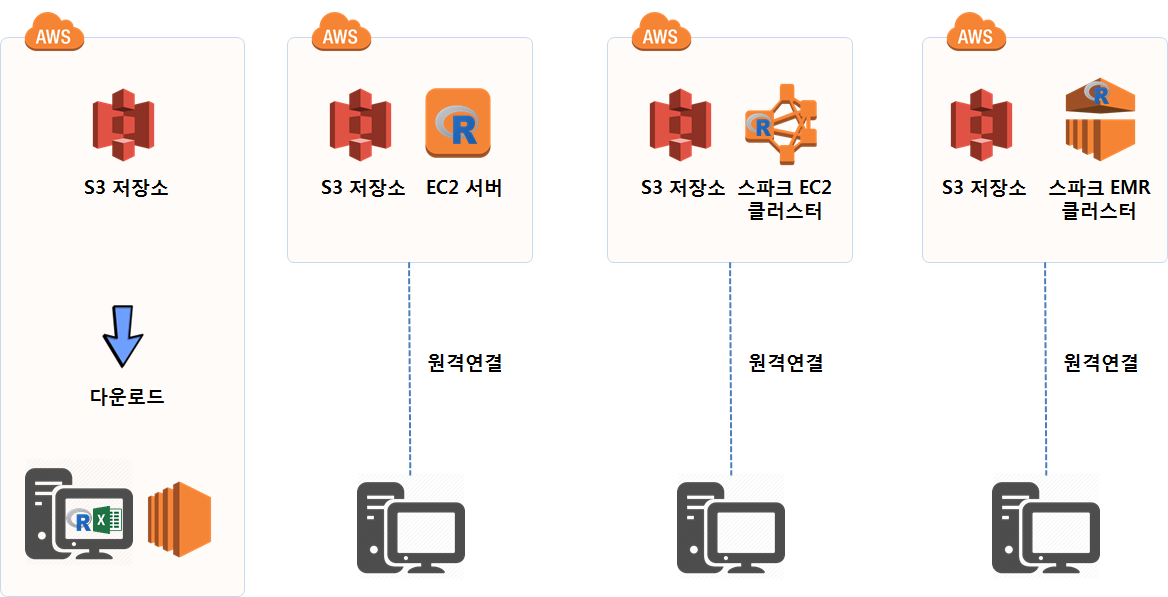 AWS
S3 저장소
다운로드
R X
AWS
R
S3 저장소
EC2 서버
원격연결
AWS
R
S3 저장소
스파크 EC2
클러스터
원격연결
AWS
R
S3 저장소
스파크 EMR
클러스터
원격연결